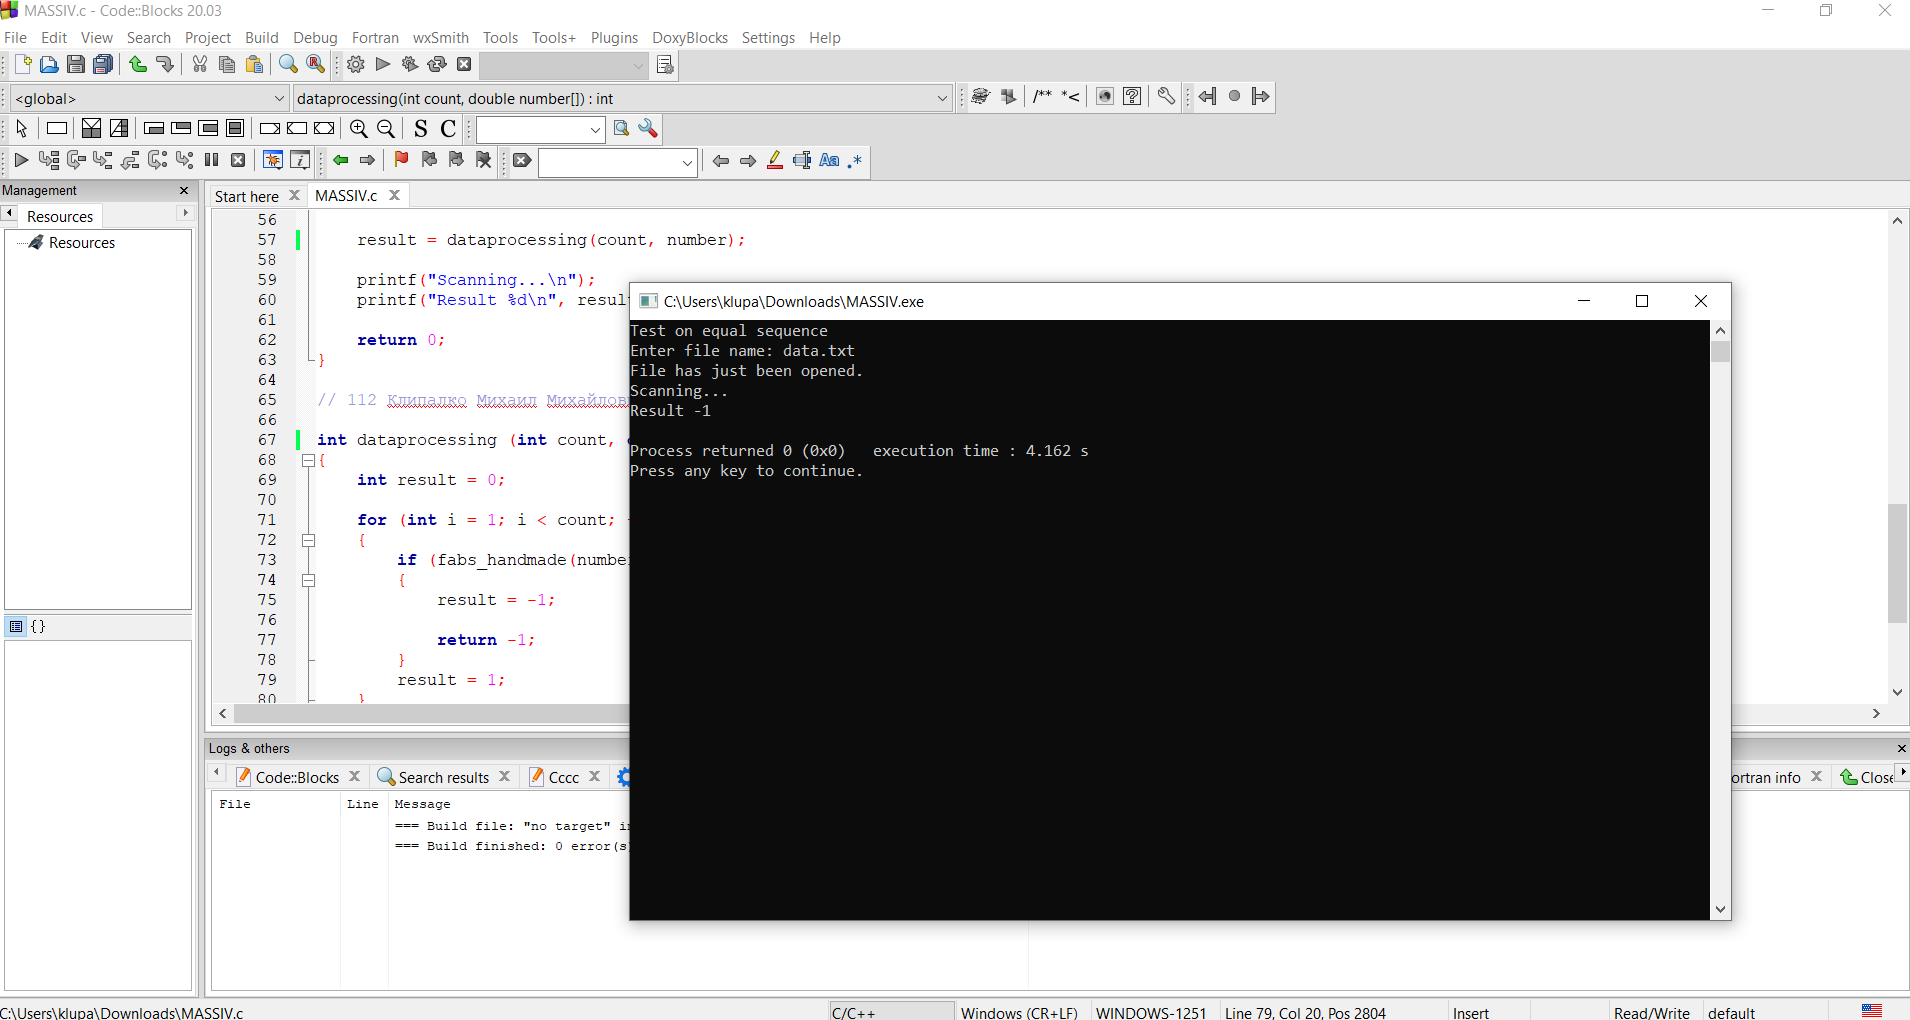 MASSIV.c - Code::Blocks 20.03
File Edit View Search Project Build Debug Fortran wxSmith Tools Tools+ Plugins DoxyBlocks Settings Help
<global> dataprocessing(int count, double number[]) : int
/** *<
S C
Aa .*
Management
Resources
Resources
{}
Start here MASSIV.c
56
57 result = dataprocessing(count, number);
58
59 printf("Scanning...\n");
60 printf("Result %d\n", resul
61
62 return 0;
63 }
64
65 // 112 Клипалко Михаил Михайлов
66
67 int dataprocessing (int count,
68 {
69 int result = 0;
70
71 for (int i = 1; i < count;
72 {
73 if (fabs_handmade(numbe
74 {
75 result = -1;
76
77 return -1;
78 }
79 result = 1;
80 }
C:\Users\klupa\Downloads\MASSIV.exe
Test on equal sequence
Enter file name: data.txt
File has just been opened.
Scanning...
Result -1
Process returned 0 (0x0) execution time : 4.162 s
Press any key to continue.
Logs & others
Code::Blocks Search results Cccc ortran info Close
File Line Message
=== Build file: "no target" i
=== Build finished: 0 error(s
C:\Users\klupa\Downloads\MASSIV.c C/C++ Windows (CR+LF) WINDOWS-1251 Line 79, Col 20, Pos 2804 Insert Read/Write default